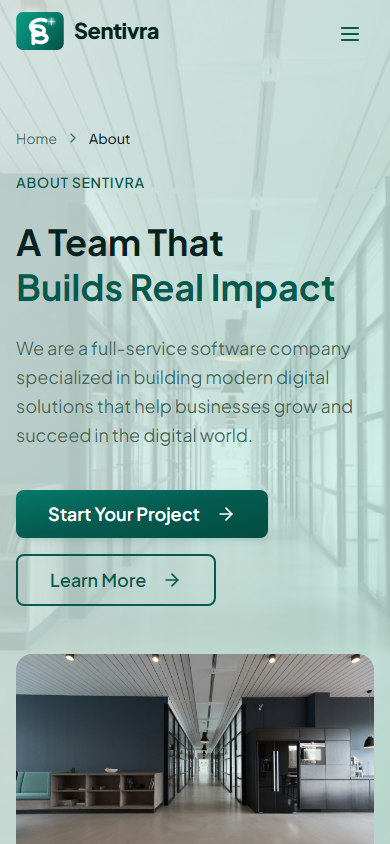 Sentivra
Home > About
ABOUT SENTIVRA
A Team That
Builds Real Impact
We are a full-service software company
specialized in building modern digital
solutions that help businesses grow and
succeed in the digital world.
Start Your Project →
Learn More →